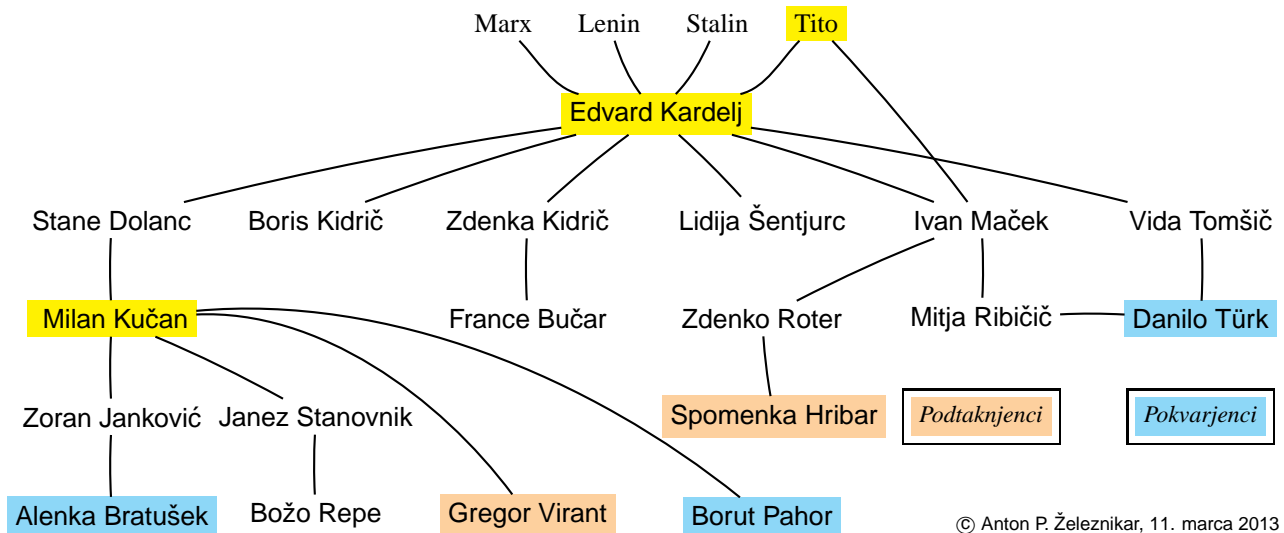 Marx Lenin Stalin Tito
Edvard Kardelj
Stane Dolanc Boris Kidrič Zdenka Kidrič Lidija Šentjurc Ivan Maček Vida Tomšič
Milan Kučan France Bučar Zdenko Roter Mitja Ribičič Danilo Türk
Zoran Janković Janez Stanovnik Spomenka Hribar Podtaknjenci Pokvarjenci
Alenka Bratušek Božo Repe Gregor Virant Borut Pahor
© Anton P. Železnikar, 11. marca 2013